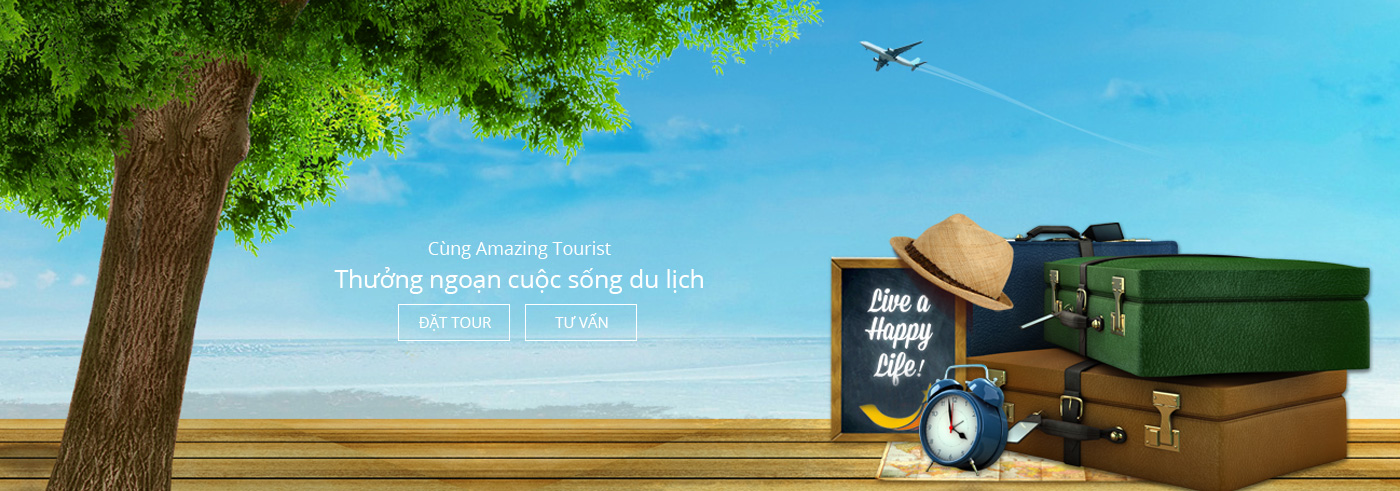 Cùng Amazing Tourist
Thưởng ngoạn cuộc sống du lịch
ĐẶT TOUR
TƯ VẤN
Live a
Happy
Life!